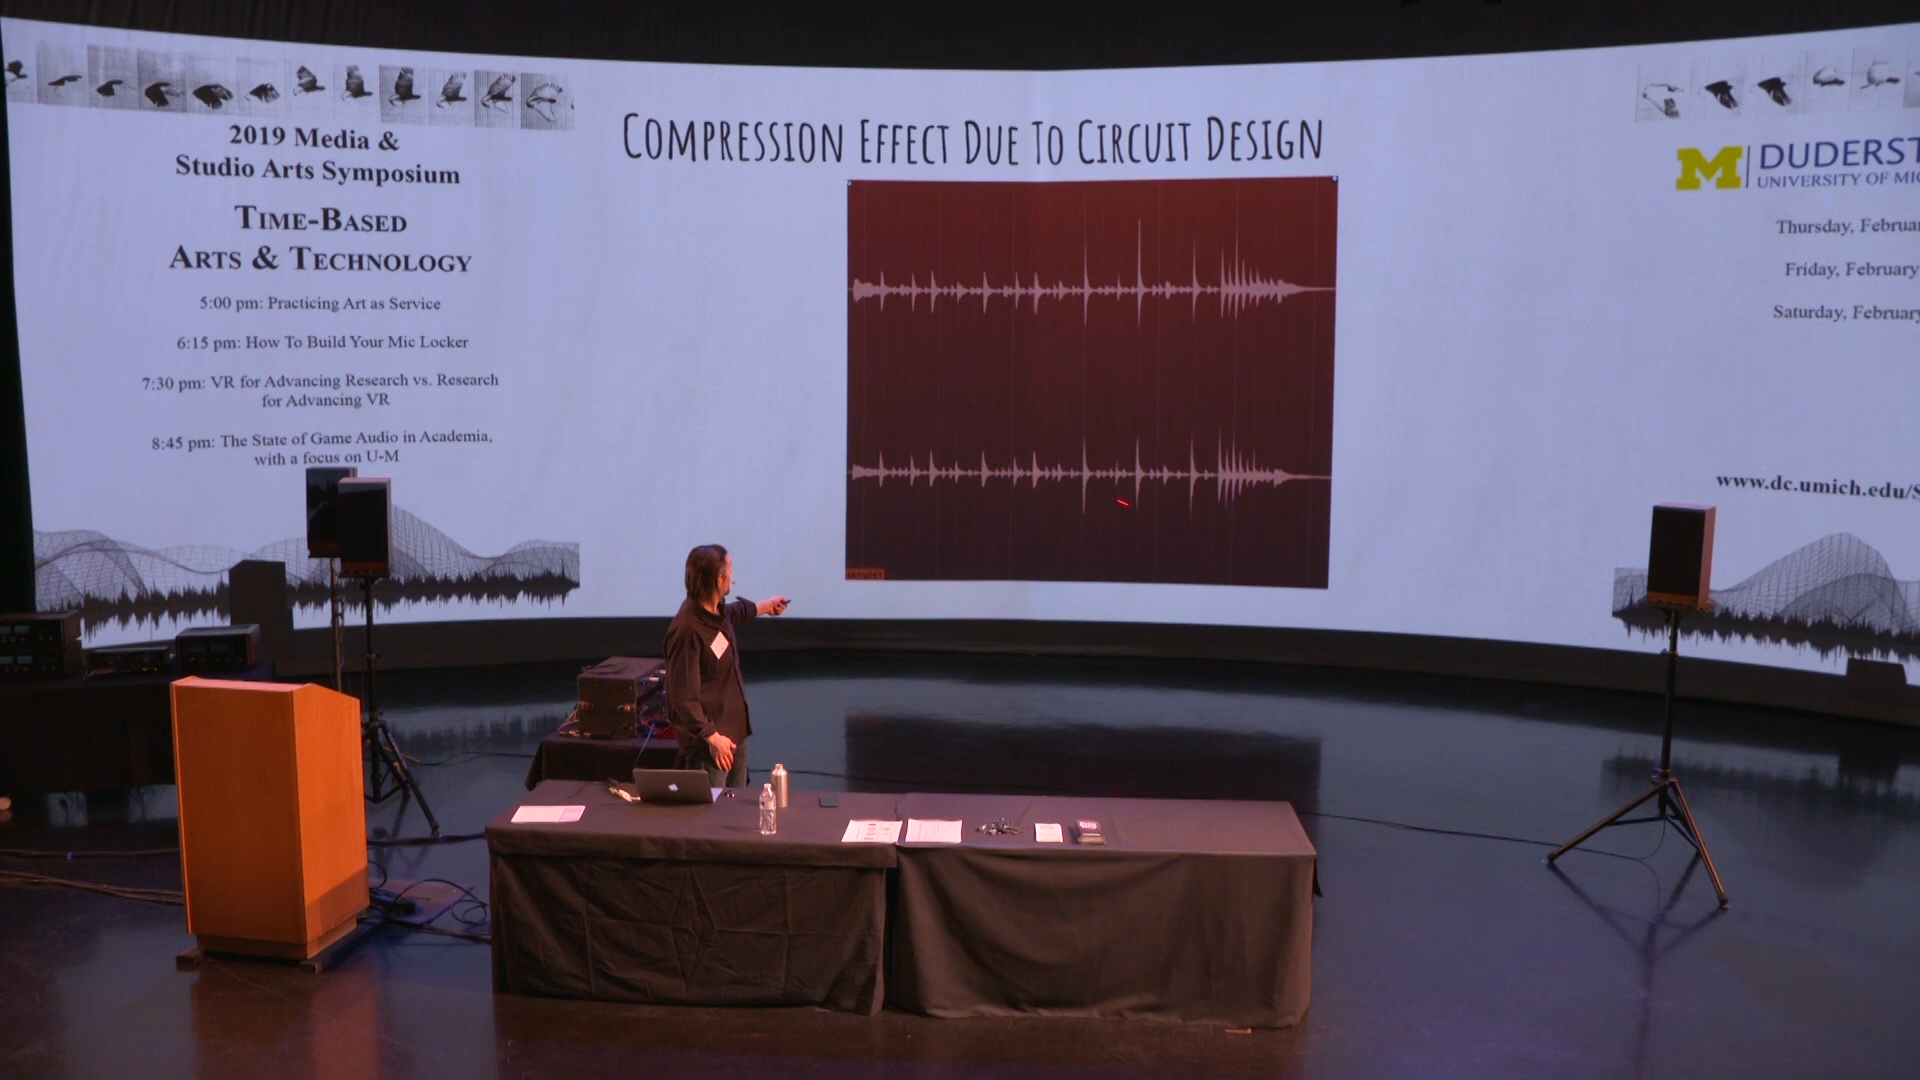 2019 Media &
Studio Arts Symposium
TIME-BASED
ARTS & TECHNOLOGY
5:00 pm: Practicing Art as Service
6:15 pm: How To Build Your Mic Locker
7:30 pm: VR for Advancing Research vs. Research
for Advancing VR
8:45 pm: The State of Game Audio in Academia,
with a focus on U-M
COMPRESSION EFFECT DUE TO CIRCUIT DESIGN
M
DUDERST
UNIVERSITY OF MIC
Thursday, Februar
Friday, February
Saturday, February
www.dc.umich.edu/S